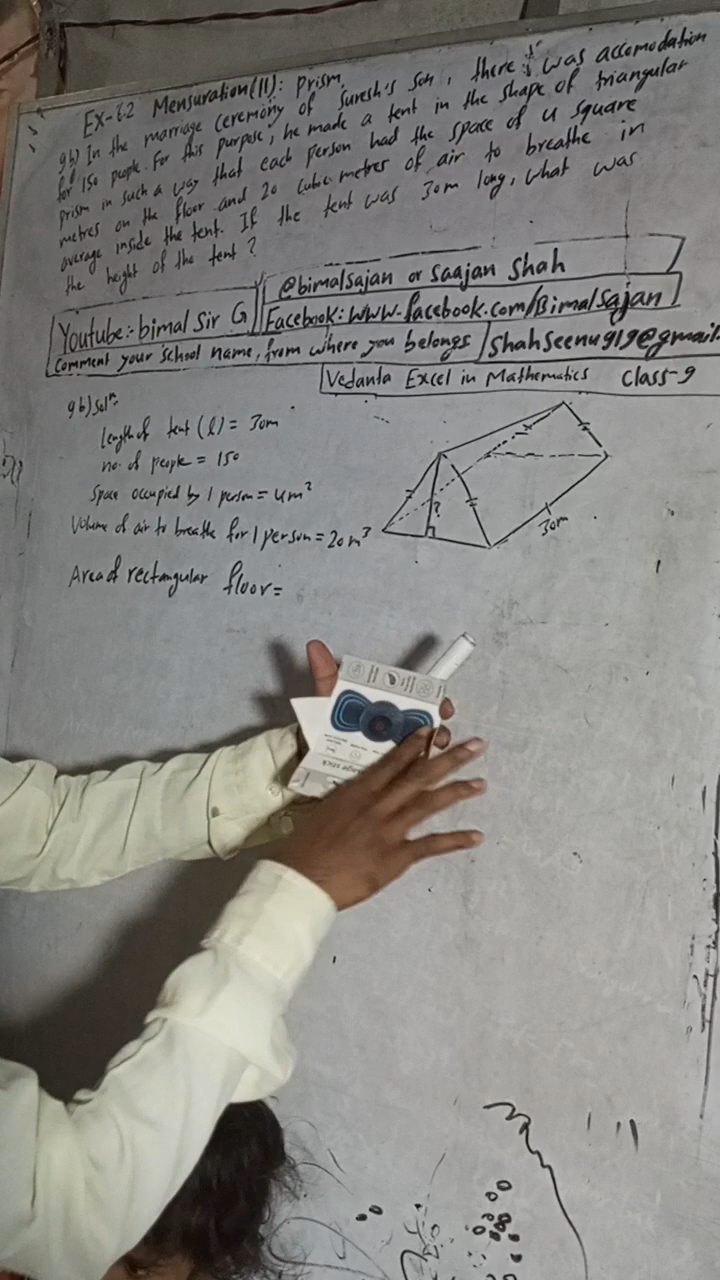 EX-6.2 Mensuration(II): Prism
9b) In the marriage ceremony of Suresh's son, there was accomodation
for 150 people. For this purpose, he made a tent in the shape of triangular
prism in such a way that each person had the space of 4 square
metres on the floor and 20 cubic metres of air to breathe in
average inside the tent. If the tent was 30m long, what was
the height of the tent?
@bimalsajan or saajan shah
Youtube:- bimal Sir G
Facebook: www.facebook.com/Bimalsajan
Comment your school name, from where you belongs
shahseenu919@gmail.
Vedanta Excel in Mathematics class-9
9b) Solⁿ:
length of tent (l) = 30m
no. of people = 150
Space occupied by 1 person = 4m²
Volume of air to breathe for 1 person = 20m³
Area of rectangular floor=
?
30m